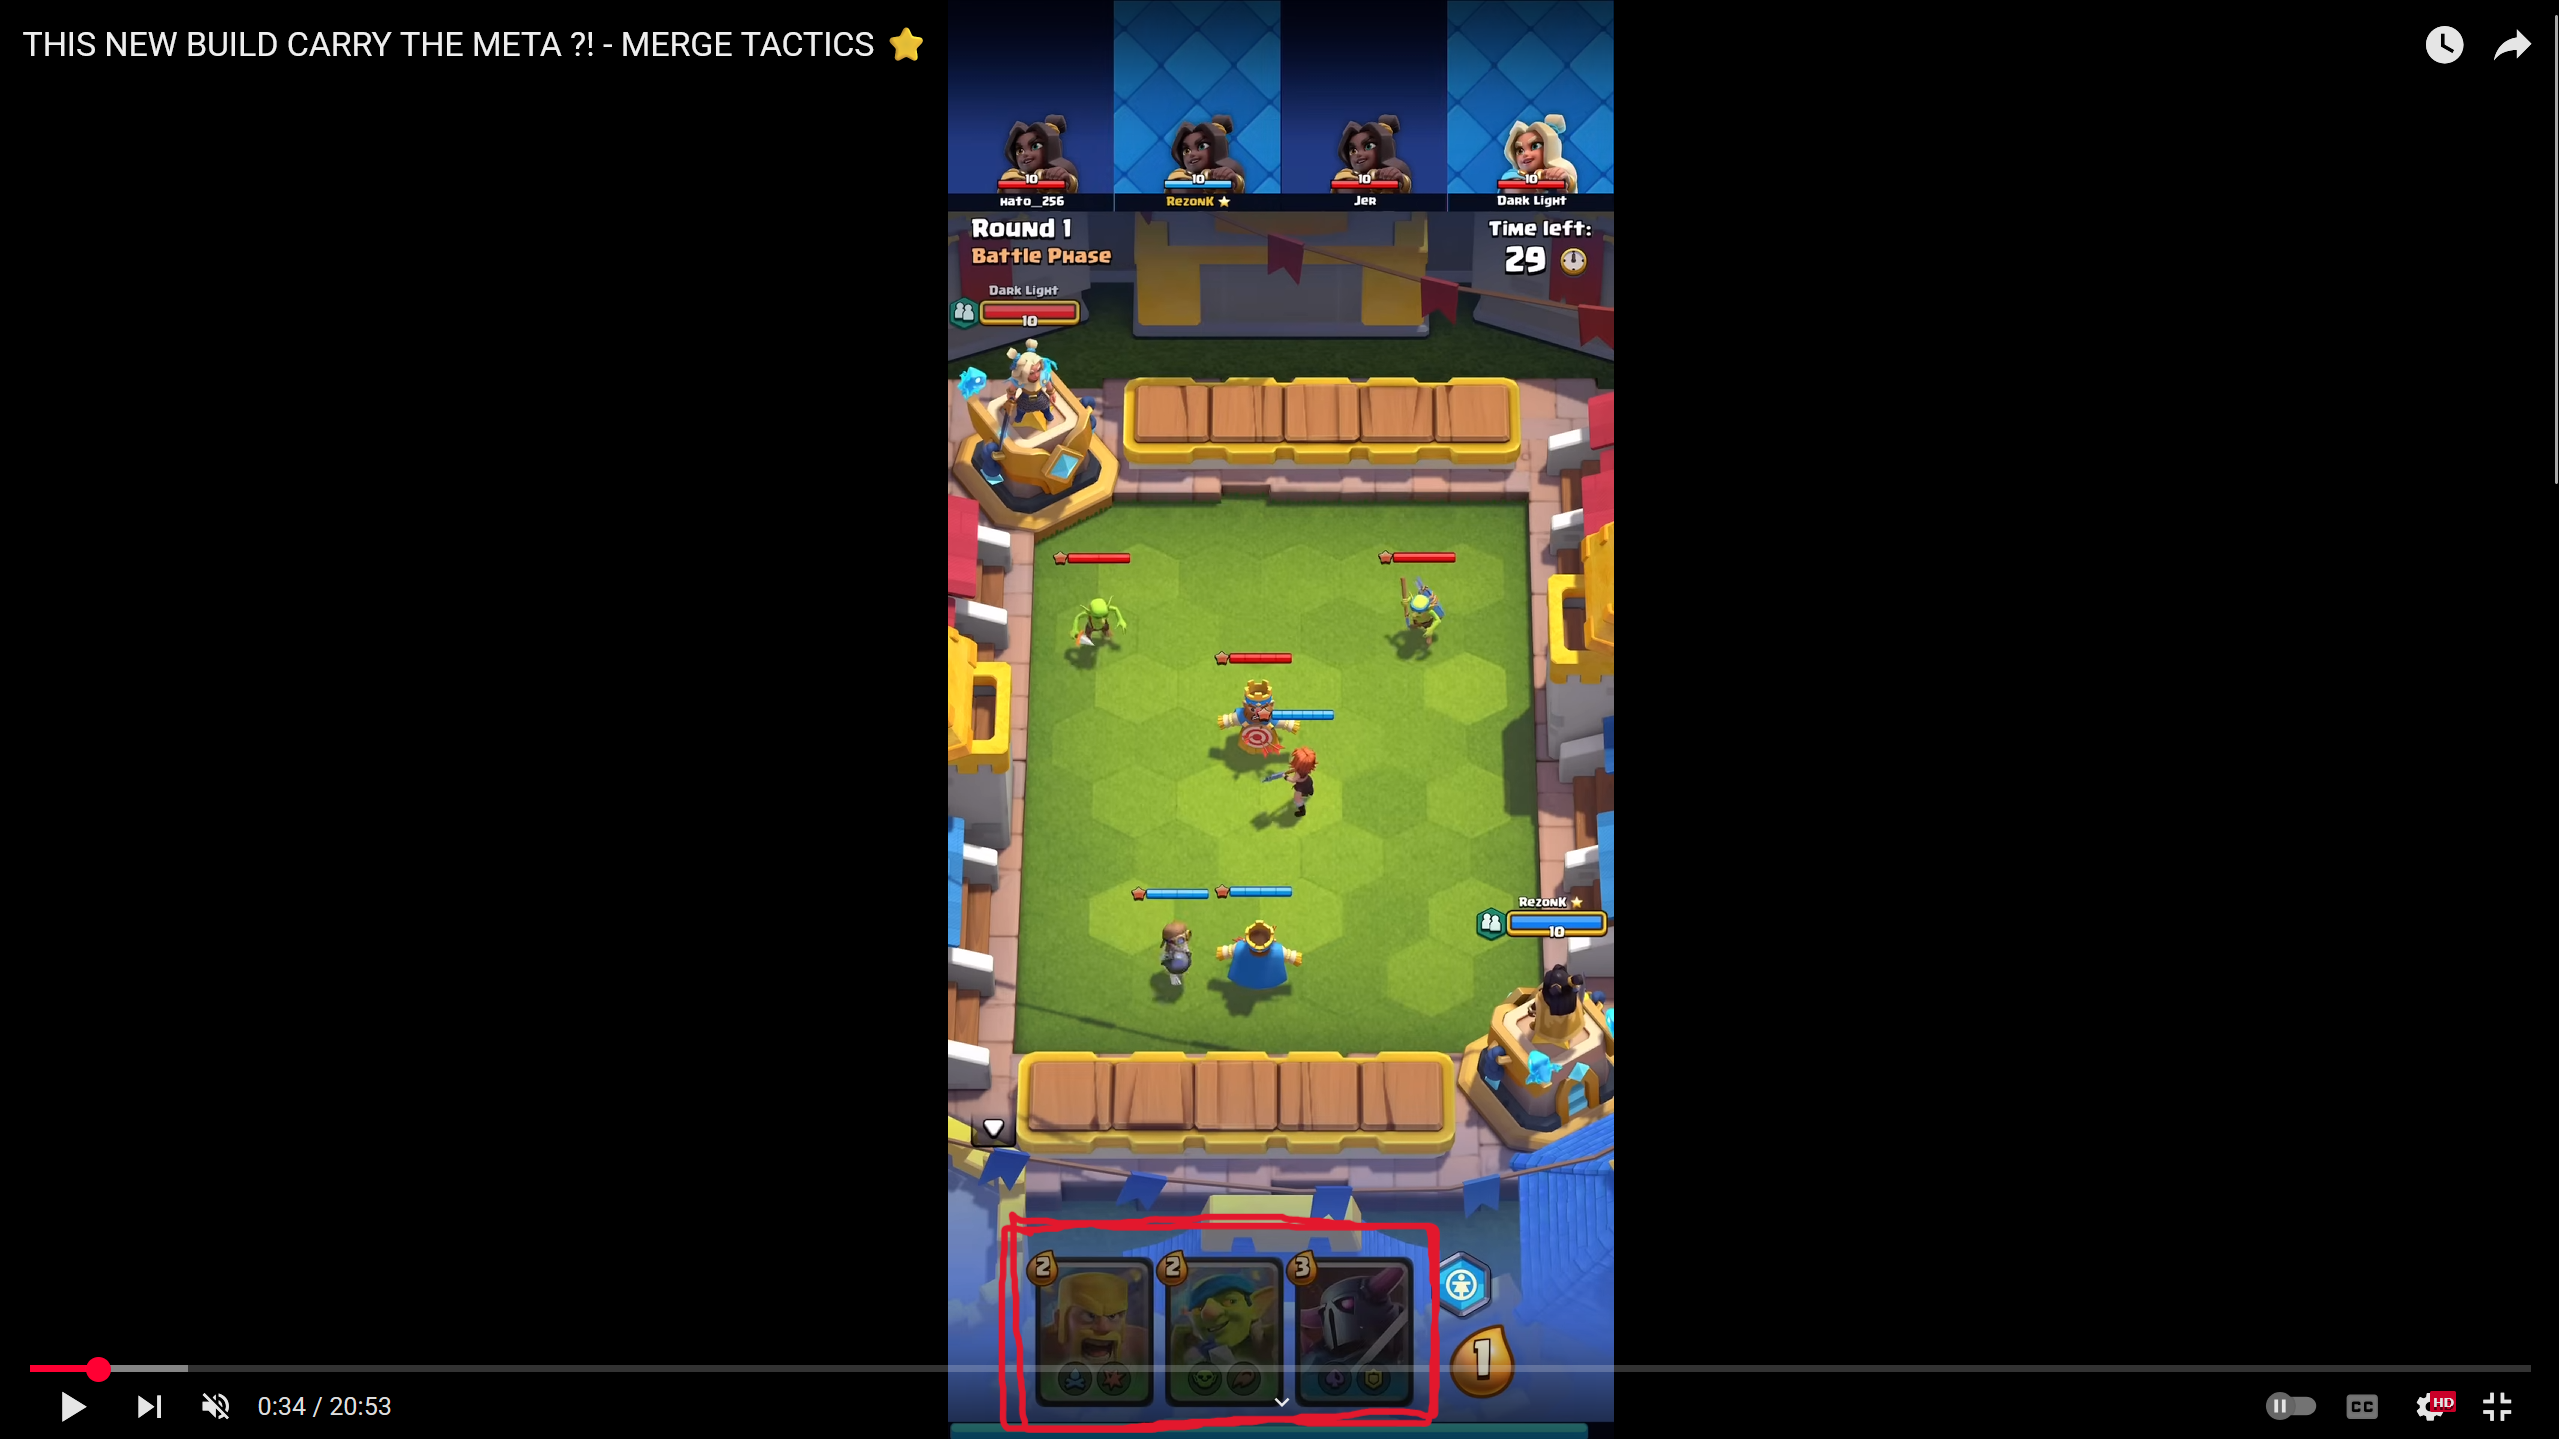 THIS NEW BUILD CARRY THE META ?! - MERGE TACTICS ⭐
10 10 10 10
Hato_256 RezonK Jer Dark Light
Round 1 Time left:
Battle Phase 29
Dark Light
10
RezonK
10
2 2 3
1
0:34 / 20:53 CC HD